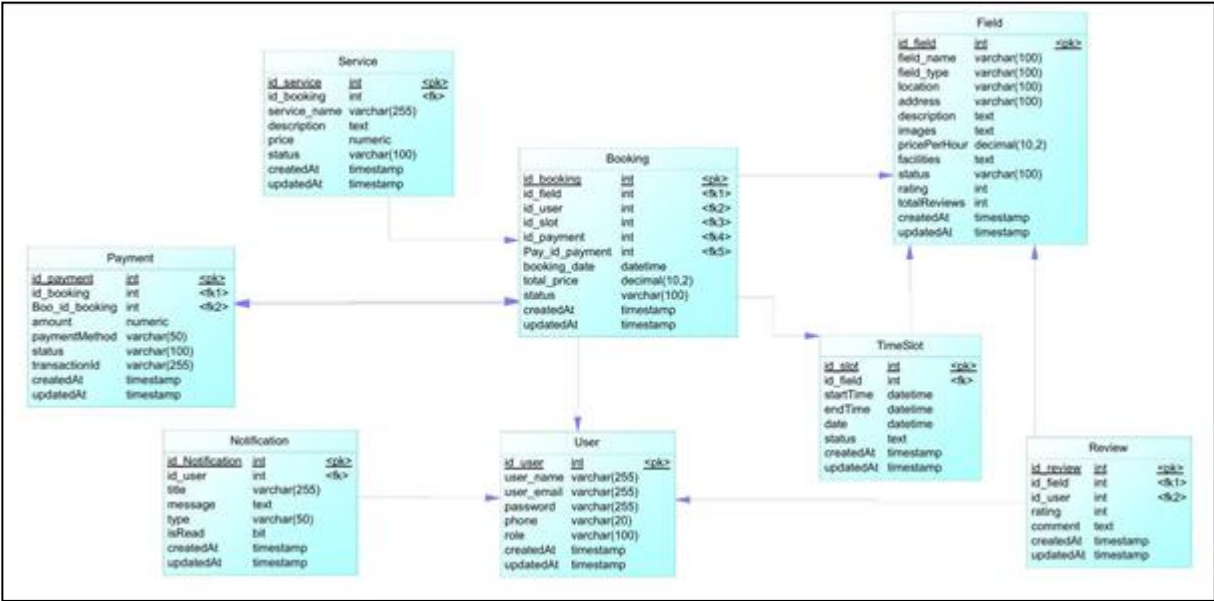 Service
id_service int <pk>
id_booking int <fk>
service_name varchar(255)
description text
price numeric
status varchar(100)
createdAt timestamp
updatedAt timestamp
Field
id_field int <pk>
field_name varchar(100)
field_type varchar(100)
location varchar(100)
address varchar(100)
description text
images text
pricePerHour decimal(10,2)
facilities text
status varchar(100)
rating int
totalReviews int
createdAt timestamp
updatedAt timestamp
Booking
id_booking int <pk>
id_field int <fk1>
id_user int <fk2>
id_slot int <fk3>
id_payment int <fk4>
Pay_id_payment int <fk5>
booking_date datetime
total_price decimal(10,2)
status varchar(100)
createdAt timestamp
updatedAt timestamp
Payment
id_payment int <pk>
id_booking int <fk1>
Boo_id_booking int <fk2>
amount numeric
paymentMethod varchar(50)
status varchar(100)
transactionId varchar(255)
createdAt timestamp
updatedAt timestamp
TimeSlot
id_slot int <pk>
id_field int <fk>
startTime datetime
endTime datetime
date datetime
status text
createdAt timestamp
updatedAt timestamp
Notification
id_Notification int <pk>
id_user int <fk>
title varchar(255)
message text
type varchar(50)
isRead bit
createdAt timestamp
updatedAt timestamp
User
id_user int <pk>
user_name varchar(255)
user_email varchar(255)
password varchar(255)
phone varchar(20)
role varchar(100)
createdAt timestamp
updatedAt timestamp
Review
id_review int <pk>
id_field int <fk1>
id_user int <fk2>
rating int
comment text
createdAt timestamp
updatedAt timestamp